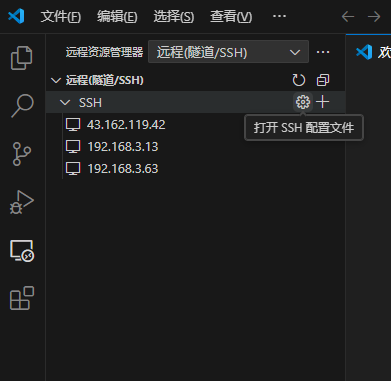 文件(F) 编辑(E) 选择(S) 查看(V) ···
远程资源管理器 远程(隧道/SSH) ···
欢
远程(隧道/SSH)
SSH
43.162.119.42
打开 SSH 配置文件
192.168.3.13
192.168.3.63